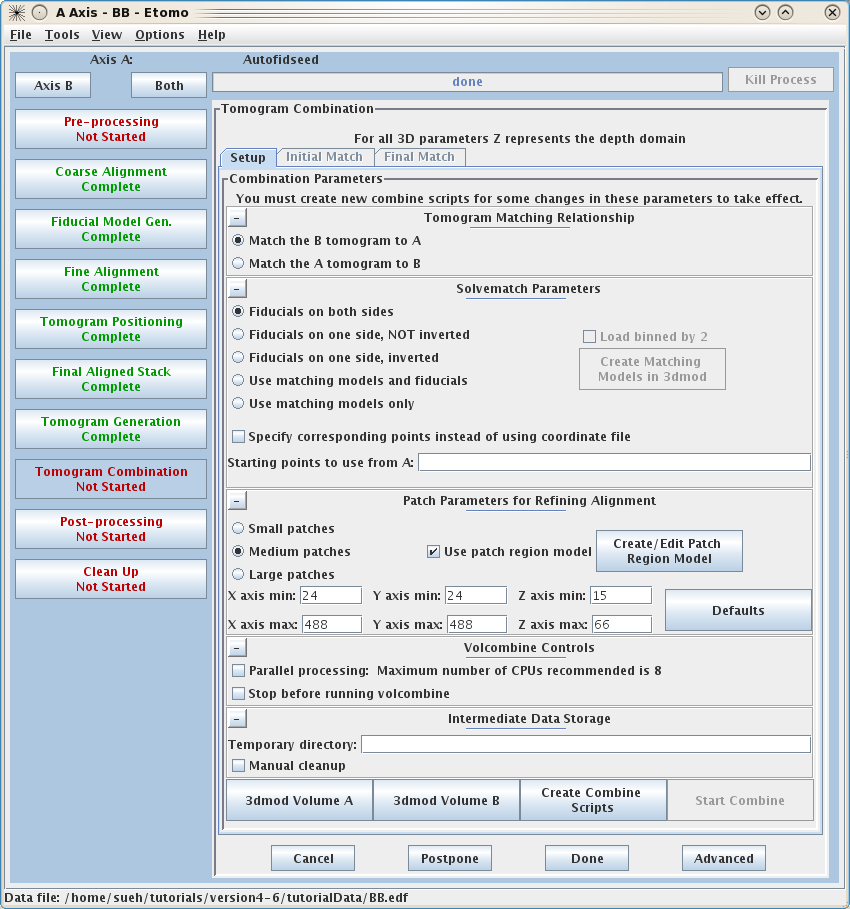 A Axis - BB - Etomo
File Tools View Options Help
Axis A:
Autofidseed
Axis B
Both
done
Kill Process
Pre-processing
Not Started
Coarse Alignment
Complete
Fiducial Model Gen.
Complete
Fine Alignment
Complete
Tomogram Positioning
Complete
Final Aligned Stack
Complete
Tomogram Generation
Complete
Tomogram Combination
Not Started
Post-processing
Not Started
Clean Up
Not Started
Tomogram Combination
For all 3D parameters Z represents the depth domain
Setup Initial Match Final Match
Combination Parameters
You must create new combine scripts for some changes in these parameters to take effect.
- Tomogram Matching Relationship
Match the B tomogram to A
Match the A tomogram to B
- Solvematch Parameters
Fiducials on both sides
Fiducials on one side, NOT inverted
Fiducials on one side, inverted
Use matching models and fiducials
Use matching models only
Load binned by 2
Create Matching
Models in 3dmod
Specify corresponding points instead of using coordinate file
Starting points to use from A:
- Patch Parameters for Refining Alignment
Small patches
Medium patches
Large patches
Use patch region model
Create/Edit Patch
Region Model
X axis min: 24 Y axis min: 24 Z axis min: 15
X axis max: 488 Y axis max: 488 Z axis max: 66
Defaults
- Volcombine Controls
Parallel processing: Maximum number of CPUs recommended is 8
Stop before running volcombine
- Intermediate Data Storage
Temporary directory:
Manual cleanup
3dmod Volume A
3dmod Volume B
Create Combine
Scripts
Start Combine
Cancel
Postpone
Done
Advanced
Data file: /home/sueh/tutorials/version4-6/tutorialData/BB.edf